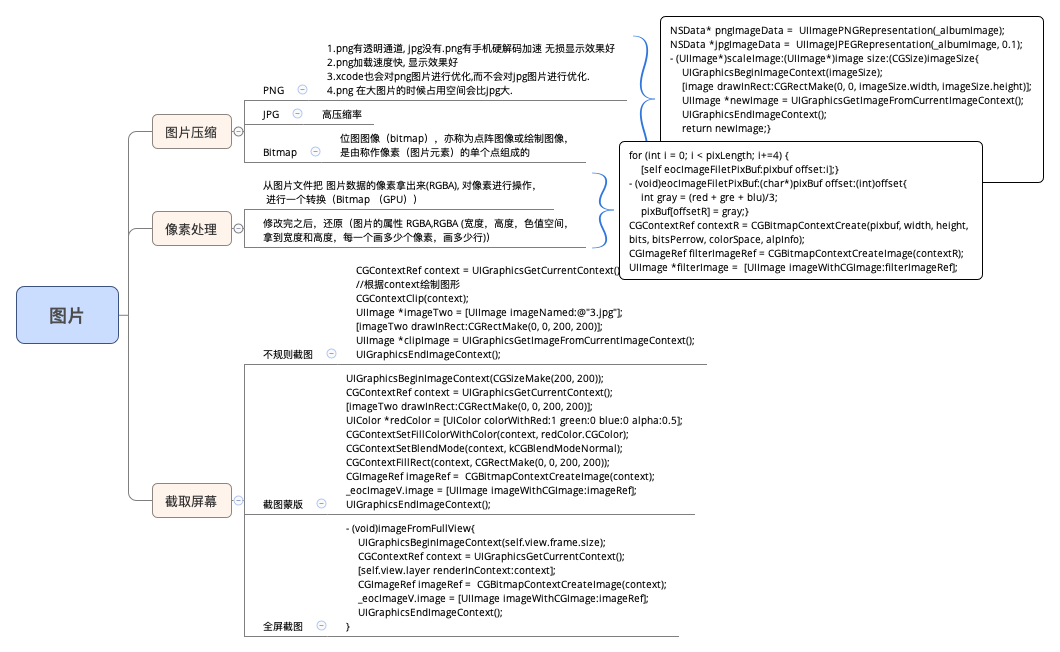 图片
图片压缩
PNG
1.png有透明通道, jpg没有.png有手机硬解码加速 无损显示效果好
2.png加载速度快, 显示效果好
3.xcode也会对png图片进行优化,而不会对jpg图片进行优化.
4.png 在大图片的时候占用空间会比jpg大.
JPG
高压缩率
Bitmap
位图图像（bitmap），亦称为点阵图像或绘制图像，
是由称作像素（图片元素）的单个点组成的
NSData* pngImageData =  UIImagePNGRepresentation(_albumImage);
NSData *jpgImageData =  UIImageJPEGRepresentation(_albumImage, 0.1);
- (UIImage*)scaleImage:(UIImage*)image size:(CGSize)imageSize{
UIGraphicsBeginImageContext(imageSize);
[image drawInRect:CGRectMake(0, 0, imageSize.width, imageSize.height)];
UIImage *newImage = UIGraphicsGetImageFromCurrentImageContext();
UIGraphicsEndImageContext();
return newImage;}
像素处理
从图片文件把 图片数据的像素拿出来(RGBA), 对像素进行操作，
进行一个转换（Bitmap （GPU））
修改完之后，还原（图片的属性 RGBA,RGBA (宽度，高度，色值空间，
拿到宽度和高度，每一个画多少个像素，画多少行))
for (int i = 0; i < pixLength; i+=4) {
[self eocImageFiletPixBuf:pixbuf offset:i];}
- (void)eocImageFiletPixBuf:(char*)pixBuf offset:(int)offset{
int gray = (red + gre + blu)/3;
pixBuf[offsetR] = gray;}
CGContextRef contextR = CGBitmapContextCreate(pixbuf, width, height,
bits, bitsPerrow, colorSpace, alpInfo);
CGImageRef filterImageRef = CGBitmapContextCreateImage(contextR);
UIImage *filterImage =  [UIImage imageWithCGImage:filterImageRef];
截取屏幕
不规则截图
CGContextRef context = UIGraphicsGetCurrentContext()
//根据context绘制图形
CGContextClip(context);
UIImage *imageTwo = [UIImage imageNamed:@"3.jpg"];
[imageTwo drawInRect:CGRectMake(0, 0, 200, 200)];
UIImage *clipImage = UIGraphicsGetImageFromCurrentImageContext();
UIGraphicsEndImageContext();
截图蒙版
UIGraphicsBeginImageContext(CGSizeMake(200, 200));
CGContextRef context = UIGraphicsGetCurrentContext();
[imageTwo drawInRect:CGRectMake(0, 0, 200, 200)];
UIColor *redColor = [UIColor colorWithRed:1 green:0 blue:0 alpha:0.5];
CGContextSetFillColorWithColor(context, redColor.CGColor);
CGContextSetBlendMode(context, kCGBlendModeNormal);
CGContextFillRect(context, CGRectMake(0, 0, 200, 200));
CGImageRef imageRef =  CGBitmapContextCreateImage(context);
_eocImageV.image = [UIImage imageWithCGImage:imageRef];
UIGraphicsEndImageContext();
全屏截图
- (void)imageFromFullView{
UIGraphicsBeginImageContext(self.view.frame.size);
CGContextRef context = UIGraphicsGetCurrentContext();
[self.view.layer renderInContext:context];
CGImageRef imageRef =  CGBitmapContextCreateImage(context);
_eocImageV.image = [UIImage imageWithCGImage:imageRef];
UIGraphicsEndImageContext();
}